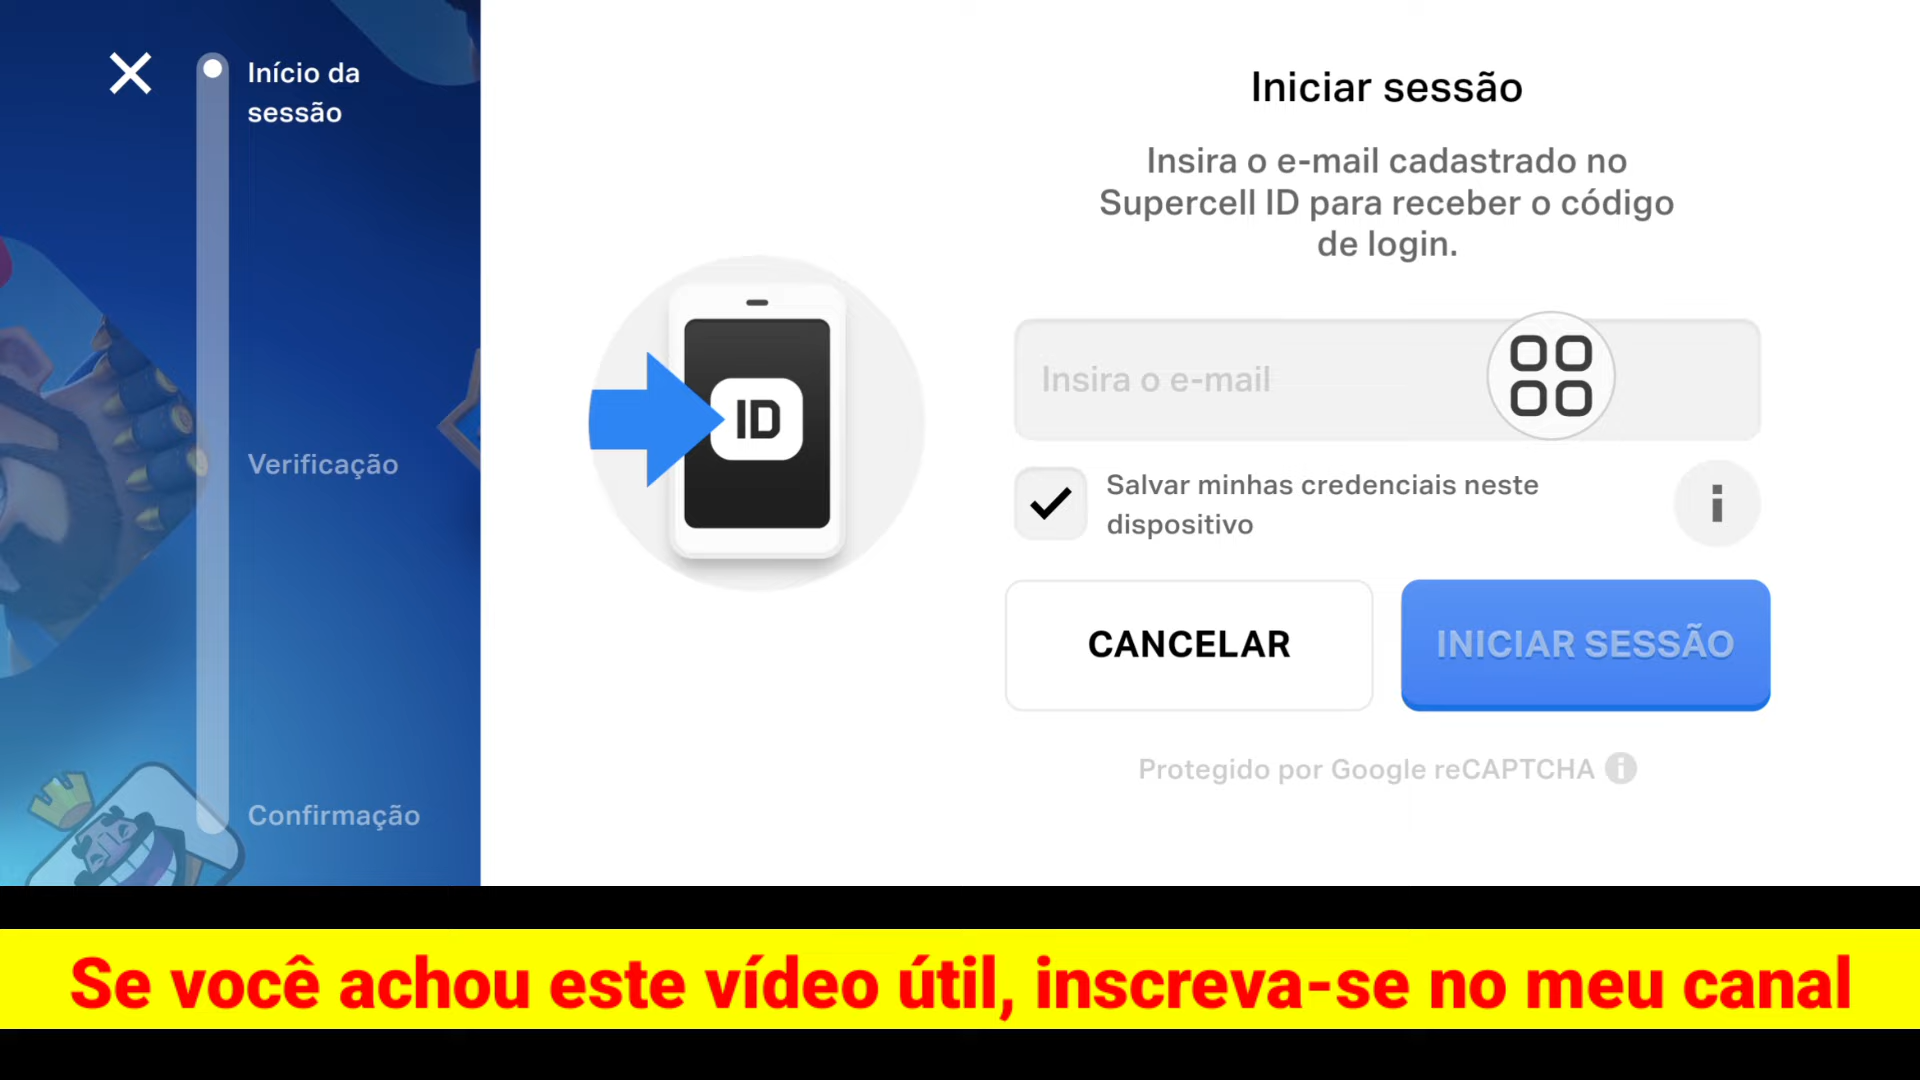 Início da
sessão
Verificação
Confirmação
Iniciar sessão
Insira o e-mail cadastrado no
Supercell ID para receber o código
de login.
ID
Insira o e-mail
Salvar minhas credenciais neste
dispositivo
CANCELAR
INICIAR SESSÃO
Protegido por Google reCAPTCHA
Se você achou este vídeo útil, inscreva-se no meu canal